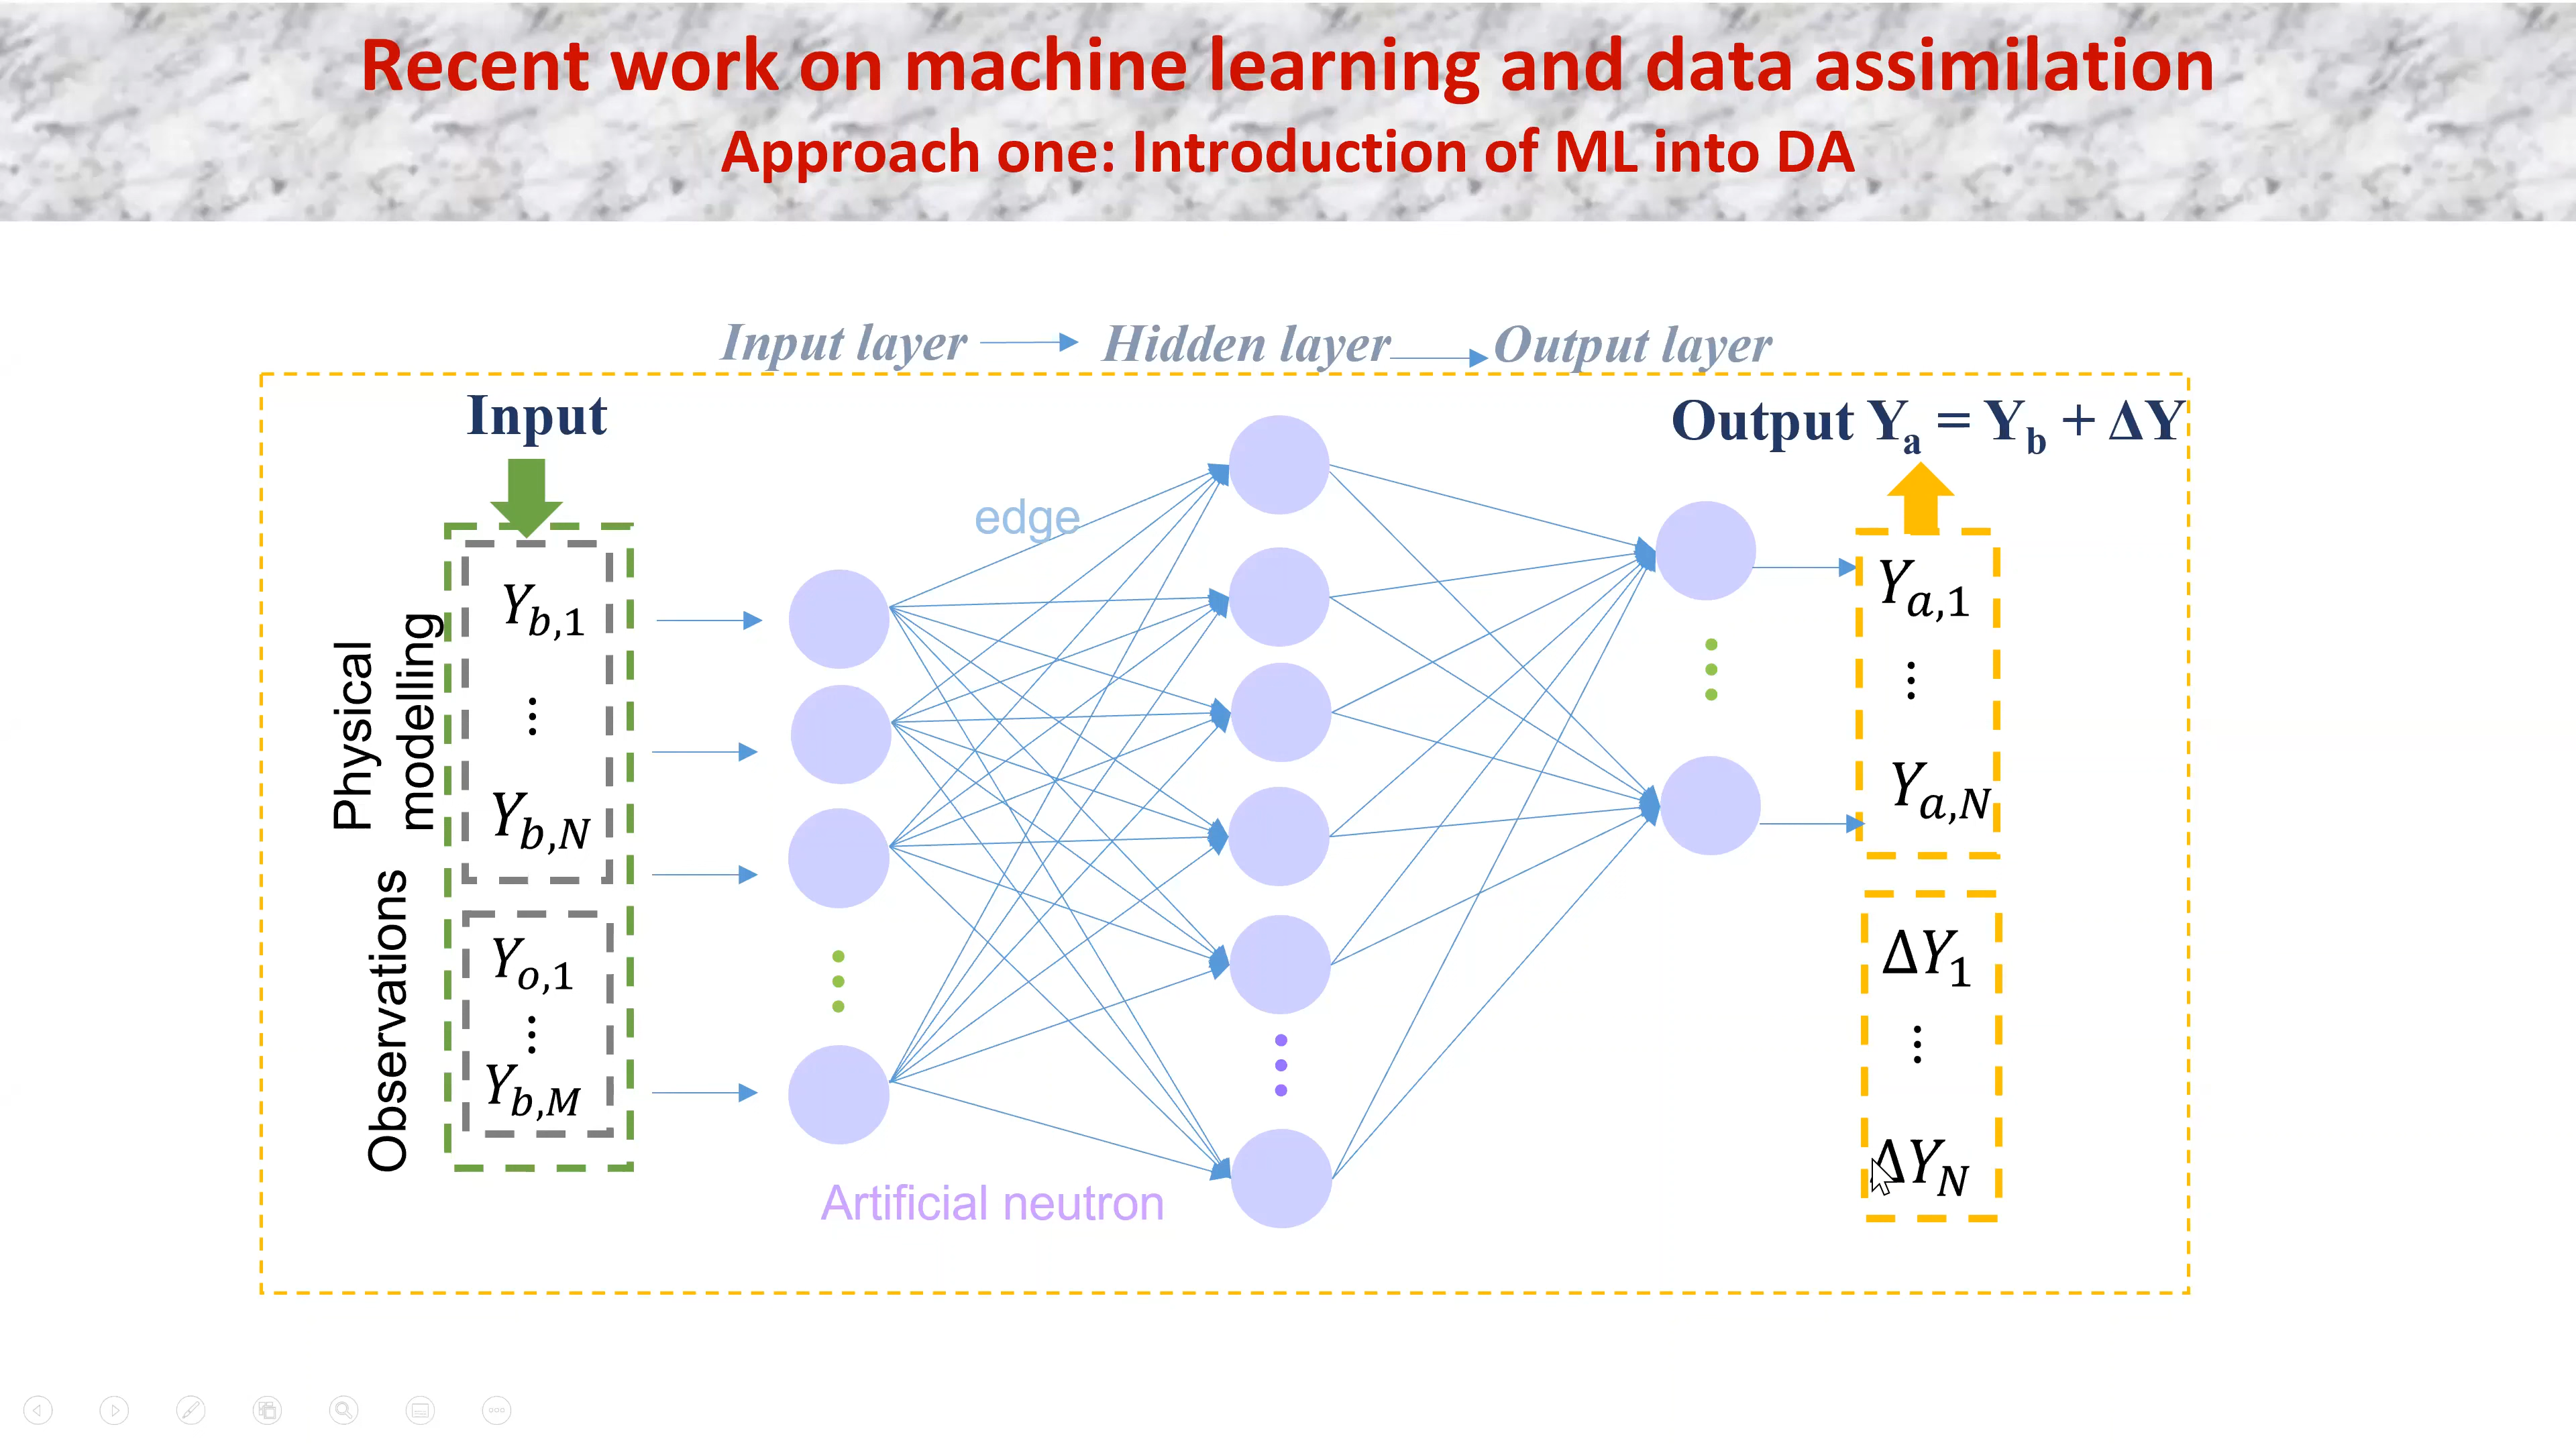 Recent work on machine learning and data assimilation
Approach one: Introduction of ML into DA
Input layer
Hidden layer
Output layer
Input
Output Yₐ = Y_b + ΔY
edge
Physical
modelling
Y_{b,1}
⋮
Y_{b,N}
Observations
Y_{o,1}
⋮
Y_{b,M}
Artificial neutron
Y_{a,1}
⋮
Y_{a,N}
ΔY_1
⋮
ΔY_N